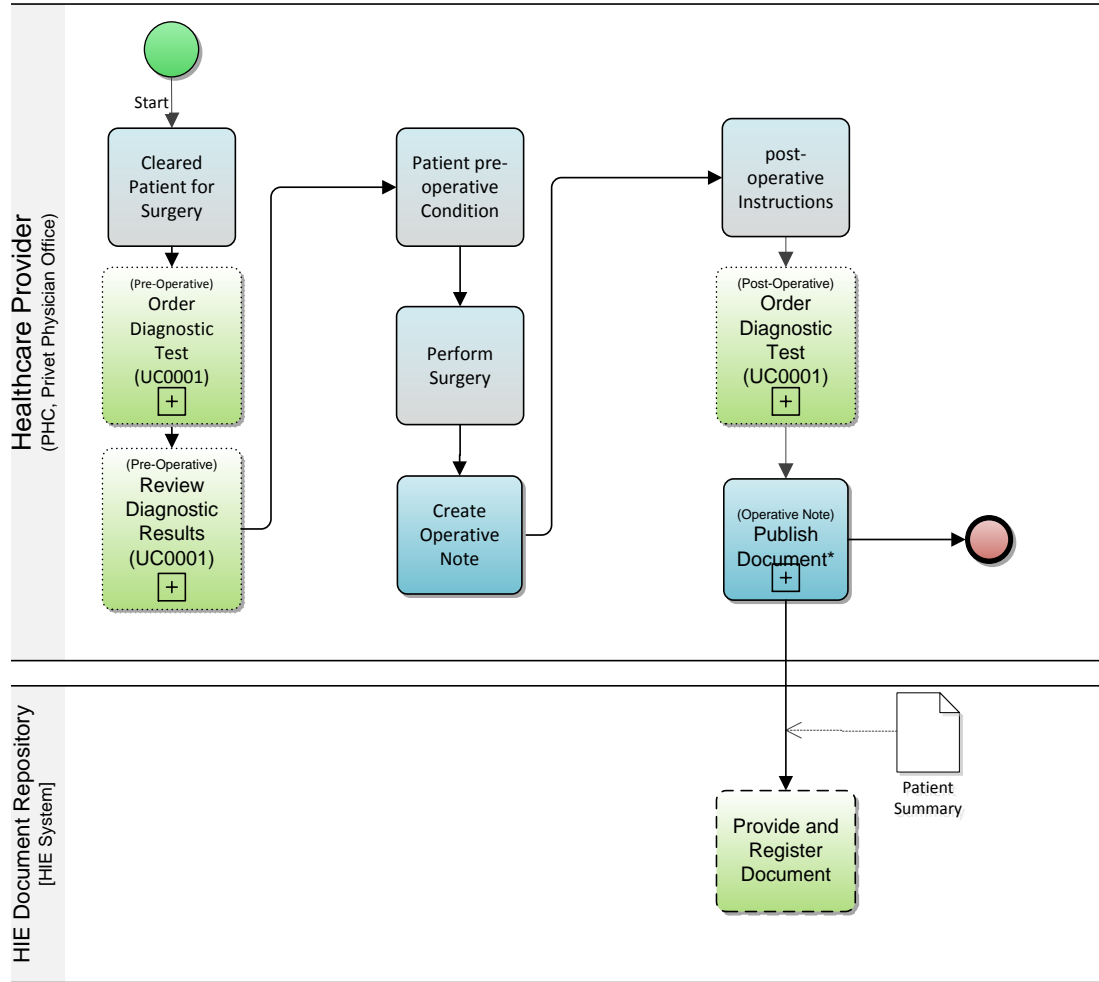 Healthcare Provider
(PHC, Privet Physician Office)
Start
Cleared
Patient for
Surgery
(Pre-Operative)
Order
Diagnostic
Test
(UC0001)
(Pre-Operative)
Review
Diagnostic
Results
(UC0001)
Patient pre-
operative
Condition
Perform
Surgery
Create
Operative
Note
post-
operative
Instructions
(Post-Operative)
Order
Diagnostic
Test
(UC0001)
(Operative Note)
Publish
Document*
HIE Document Repository
[HIE System]
Patient
Summary
Provide and
Register
Document